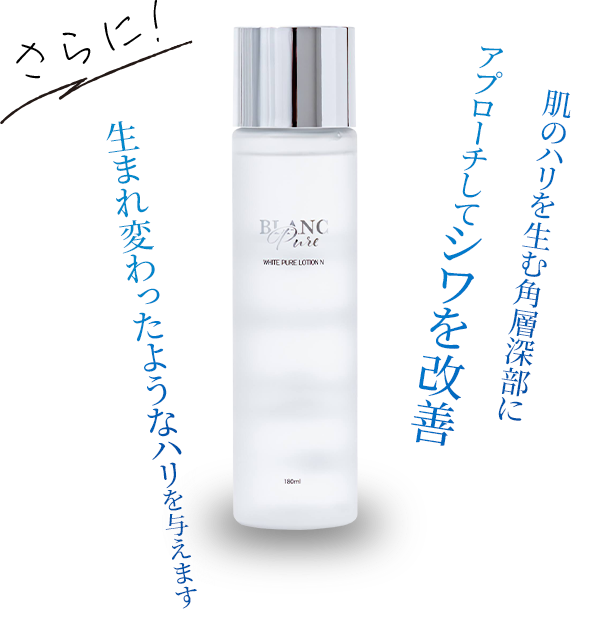 さらに！
肌のハリを生む角層深部に
アプローチしてシワを改善
生まれ変わったようなハリを与えます
BLANC
Pure
WHITE PURE LOTION N
180ml